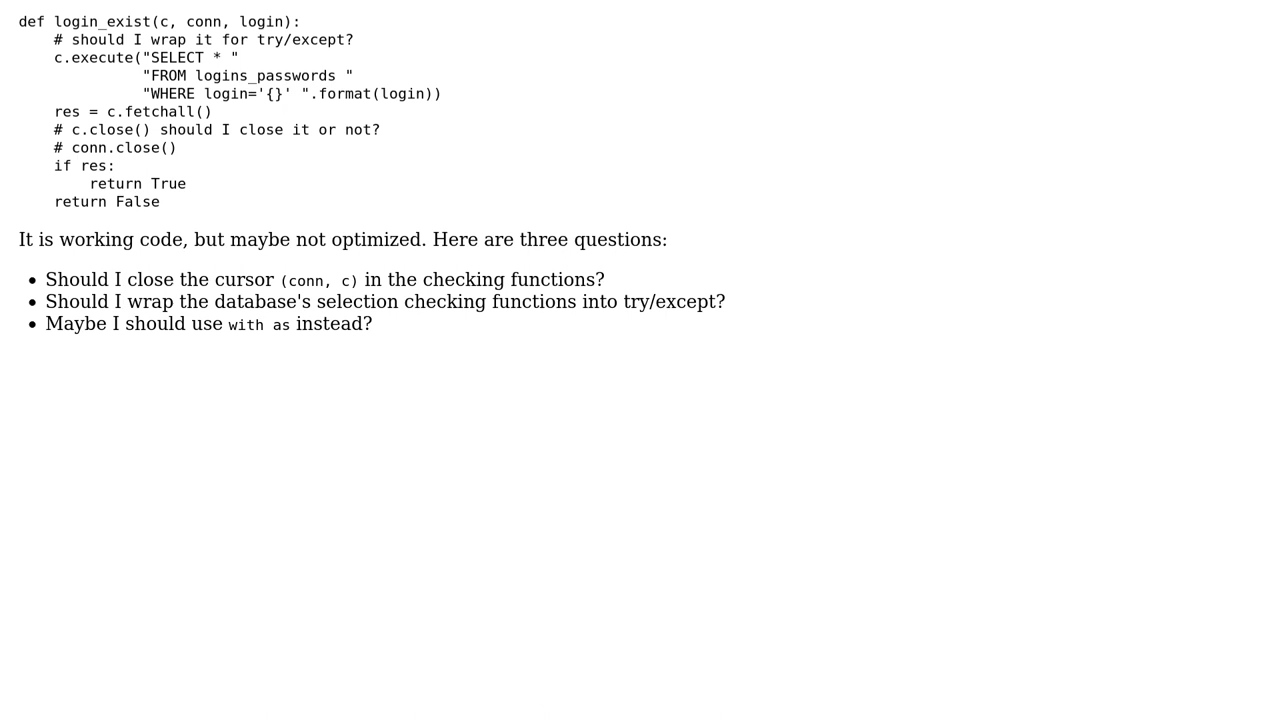 def login_exist(c, conn, login):
    # should I wrap it for try/except?
    c.execute("SELECT * "
              "FROM logins_passwords "
              "WHERE login='{}' ".format(login))
    res = c.fetchall()
    # c.close() should I close it or not?
    # conn.close()
    if res:
        return True
    return False
It is working code, but maybe not optimized. Here are three questions:
• Should I close the cursor (conn, c) in the checking functions?
• Should I wrap the database's selection checking functions into try/except?
• Maybe I should use with as instead?